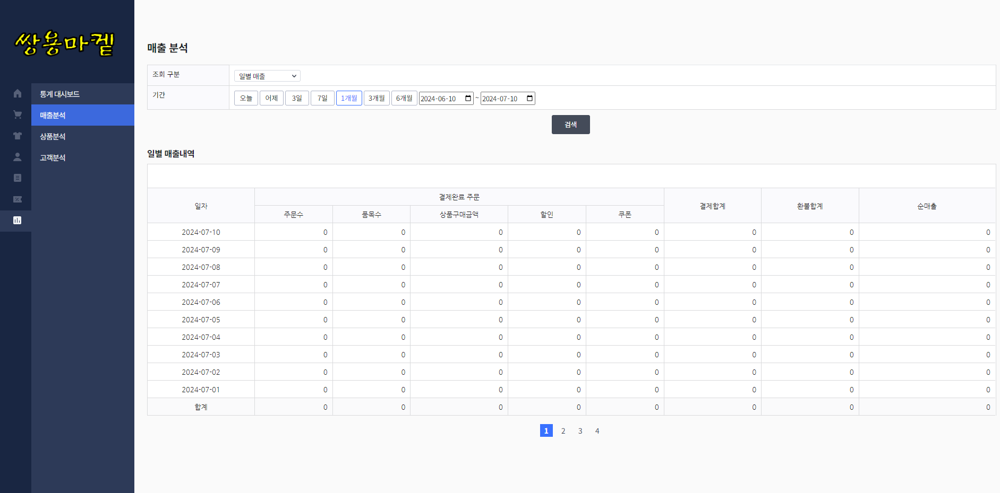 쌍용마켙
통계 대시보드
매출분석
상품분석
고객분석
매출 분석
조회 구분 일별 매출
기간 오늘 어제 3일 7일 1개월 3개월 6개월 2024-06-10 ~ 2024-07-10
검색
일별 매출내역
일자 결제완료 주문 결제합계 환불합계 순매출
주문수 품목수 상품구매금액 할인 쿠폰
2024-07-10 0 0 0 0 0 0 0 0
2024-07-09 0 0 0 0 0 0 0 0
2024-07-08 0 0 0 0 0 0 0 0
2024-07-07 0 0 0 0 0 0 0 0
2024-07-06 0 0 0 0 0 0 0 0
2024-07-05 0 0 0 0 0 0 0 0
2024-07-04 0 0 0 0 0 0 0 0
2024-07-03 0 0 0 0 0 0 0 0
2024-07-02 0 0 0 0 0 0 0 0
2024-07-01 0 0 0 0 0 0 0 0
합계 0 0 0 0 0 0 0 0
1 2 3 4